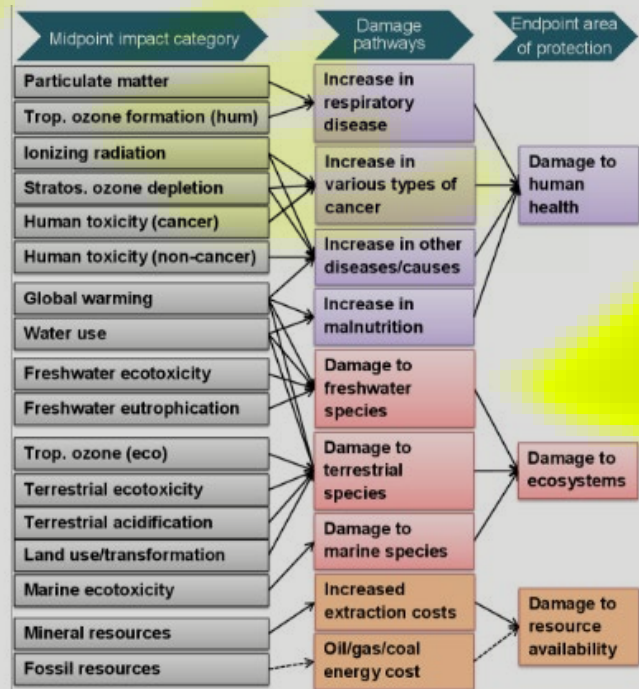 Midpoint impact category
Damage
pathways
Endpoint area
of protection
Particulate matter
Trop. ozone formation (hum)
Ionizing radiation
Stratos. ozone depletion
Human toxicity (cancer)
Human toxicity (non-cancer)
Global warming
Water use
Freshwater ecotoxicity
Freshwater eutrophication
Trop. ozone (eco)
Terrestrial ecotoxicity
Terrestrial acidification
Land use/transformation
Marine ecotoxicity
Mineral resources
Fossil resources
Increase in
respiratory
disease
Increase in
various types of
cancer
Increase in other
diseases/causes
Increase in
malnutrition
Damage to
freshwater
species
Damage to
terrestrial
species
Damage to
marine species
Increased
extraction costs
Oil/gas/coal
energy cost
Damage to
human
health
Damage to
ecosystems
Damage to
resource
availability